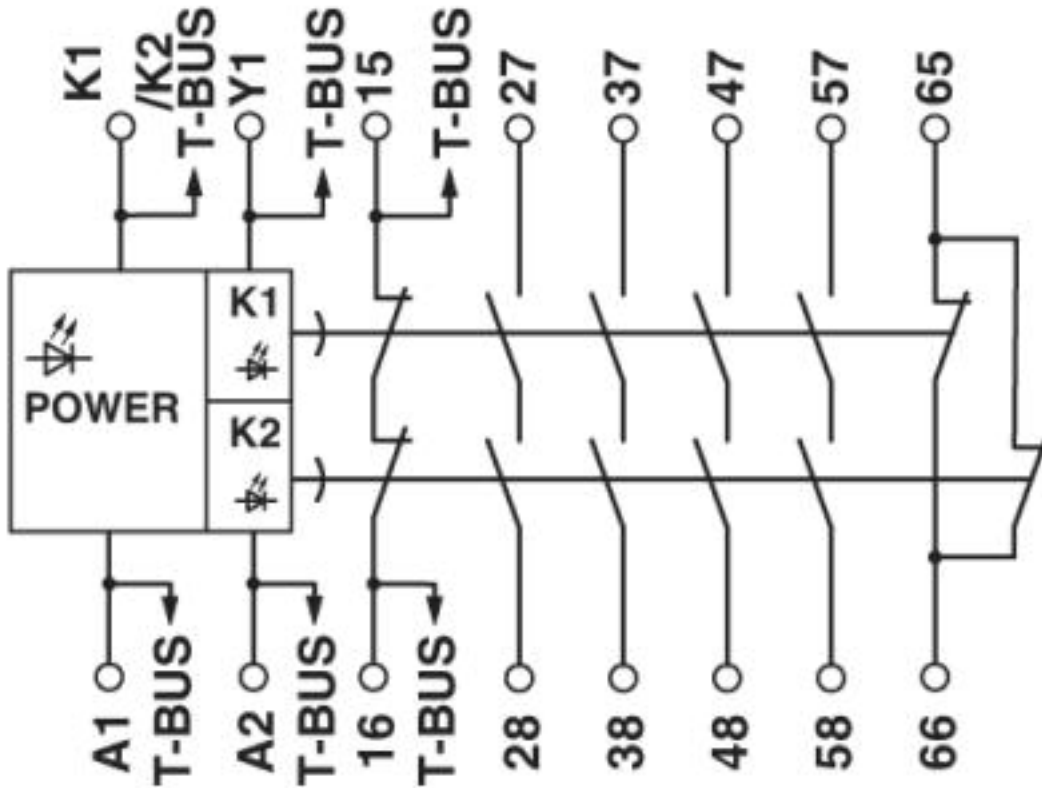 K1
/K2
T-BUS
Y1
T-BUS
15
T-BUS
27
37
47
57
65
K1
POWER
K2
A1
T-BUS
A2
T-BUS
16
T-BUS
28
38
48
58
66